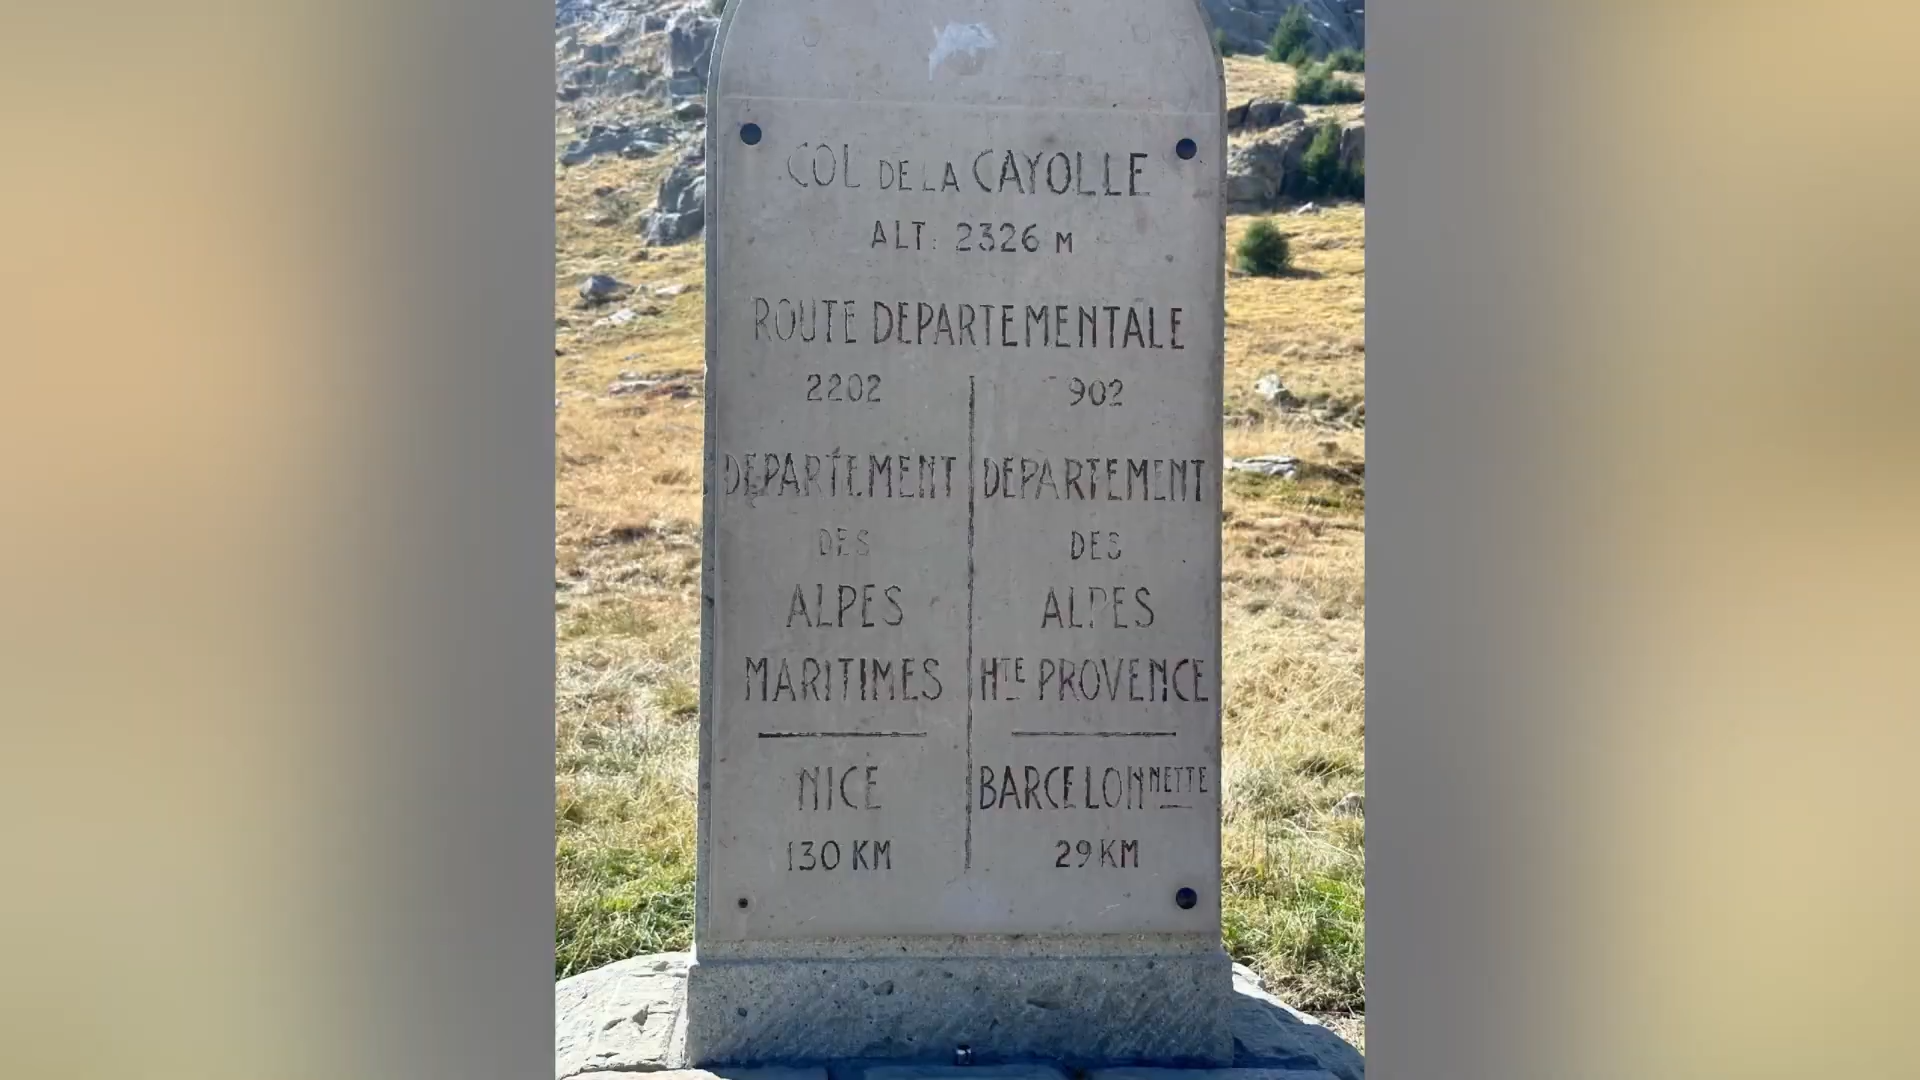 COL DE LA CAYOLLE
ALT: 2326 M
ROUTE DEPARTEMENTALE
2202
DEPARTEMENT
DES
ALPES
MARITIMES
NICE
130 KM
902
DEPARTEMENT
DES
ALPES
HTE PROVENCE
BARCELONNETTE
29 KM